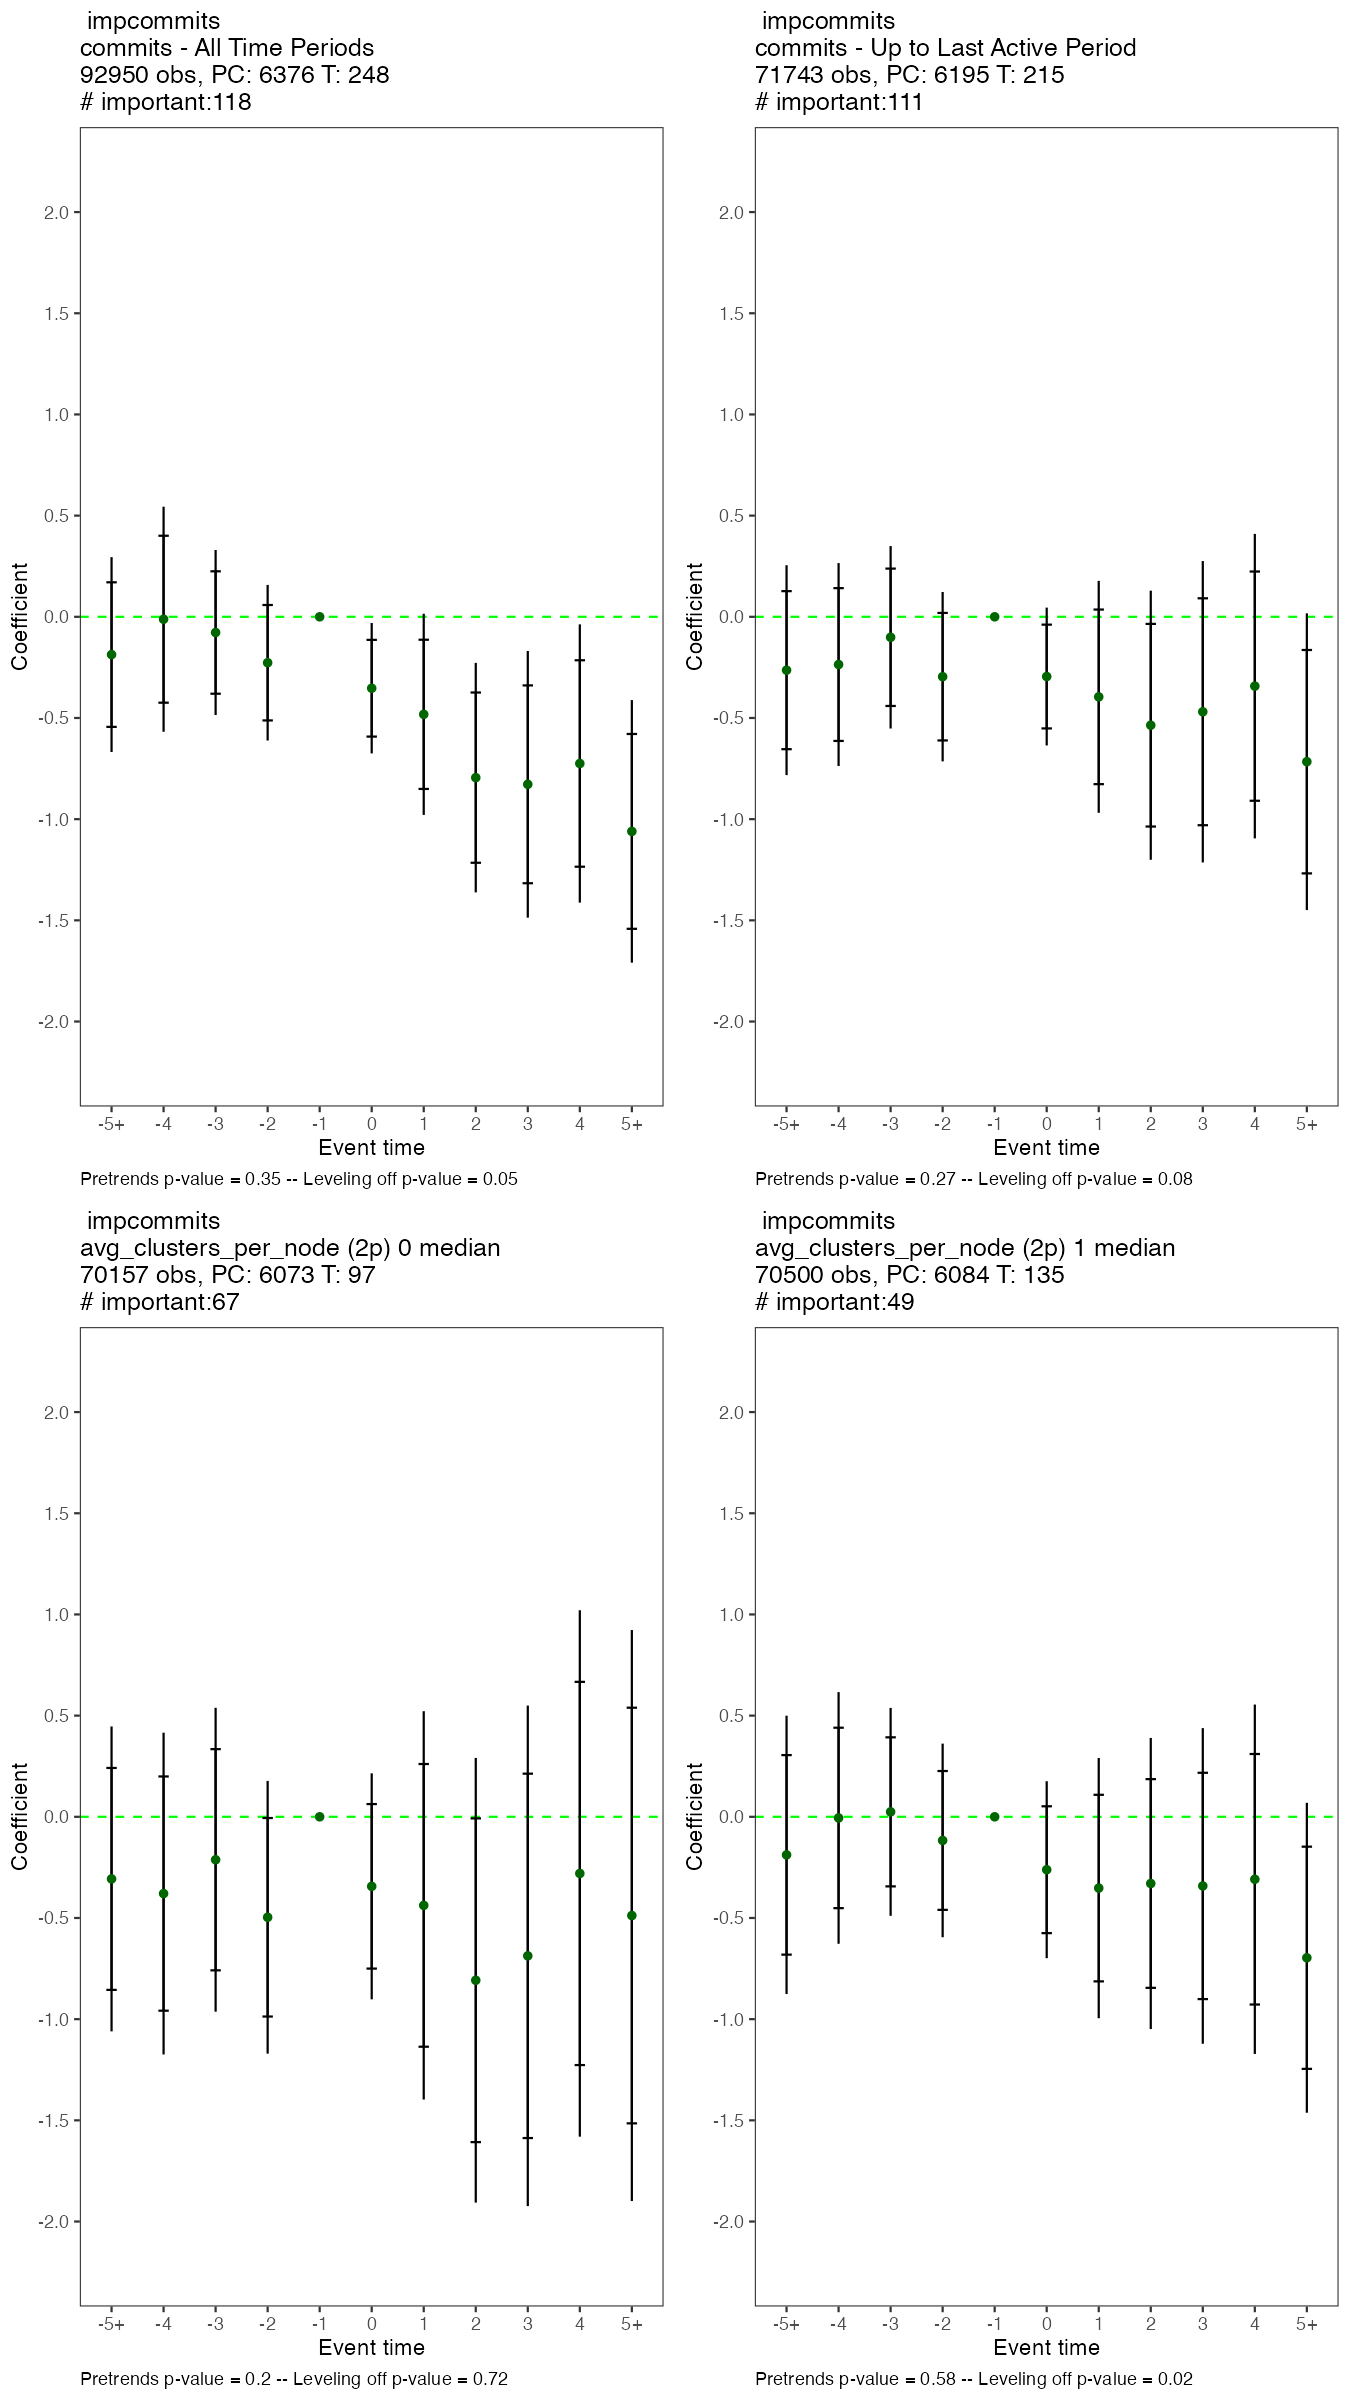 impcommits
commits - All Time Periods
92950 obs, PC: 6376 T: 248
# important:118
2.0
1.5
1.0
0.5
0.0
-0.5
-1.0
-1.5
-2.0
Coefficient
-5+ -4 -3 -2 -1 0 1 2 3 4 5+
Event time
Pretrends p-value = 0.35 -- Leveling off p-value = 0.05
impcommits
commits - Up to Last Active Period
71743 obs, PC: 6195 T: 215
# important:111
2.0
1.5
1.0
0.5
0.0
-0.5
-1.0
-1.5
-2.0
Coefficient
-5+ -4 -3 -2 -1 0 1 2 3 4 5+
Event time
Pretrends p-value = 0.27 -- Leveling off p-value = 0.08
impcommits
avg_clusters_per_node (2p) 0 median
70157 obs, PC: 6073 T: 97
# important:67
2.0
1.5
1.0
0.5
0.0
-0.5
-1.0
-1.5
-2.0
Coefficient
-5+ -4 -3 -2 -1 0 1 2 3 4 5+
Event time
Pretrends p-value = 0.2 -- Leveling off p-value = 0.72
impcommits
avg_clusters_per_node (2p) 1 median
70500 obs, PC: 6084 T: 135
# important:49
2.0
1.5
1.0
0.5
0.0
-0.5
-1.0
-1.5
-2.0
Coefficient
-5+ -4 -3 -2 -1 0 1 2 3 4 5+
Event time
Pretrends p-value = 0.58 -- Leveling off p-value = 0.02